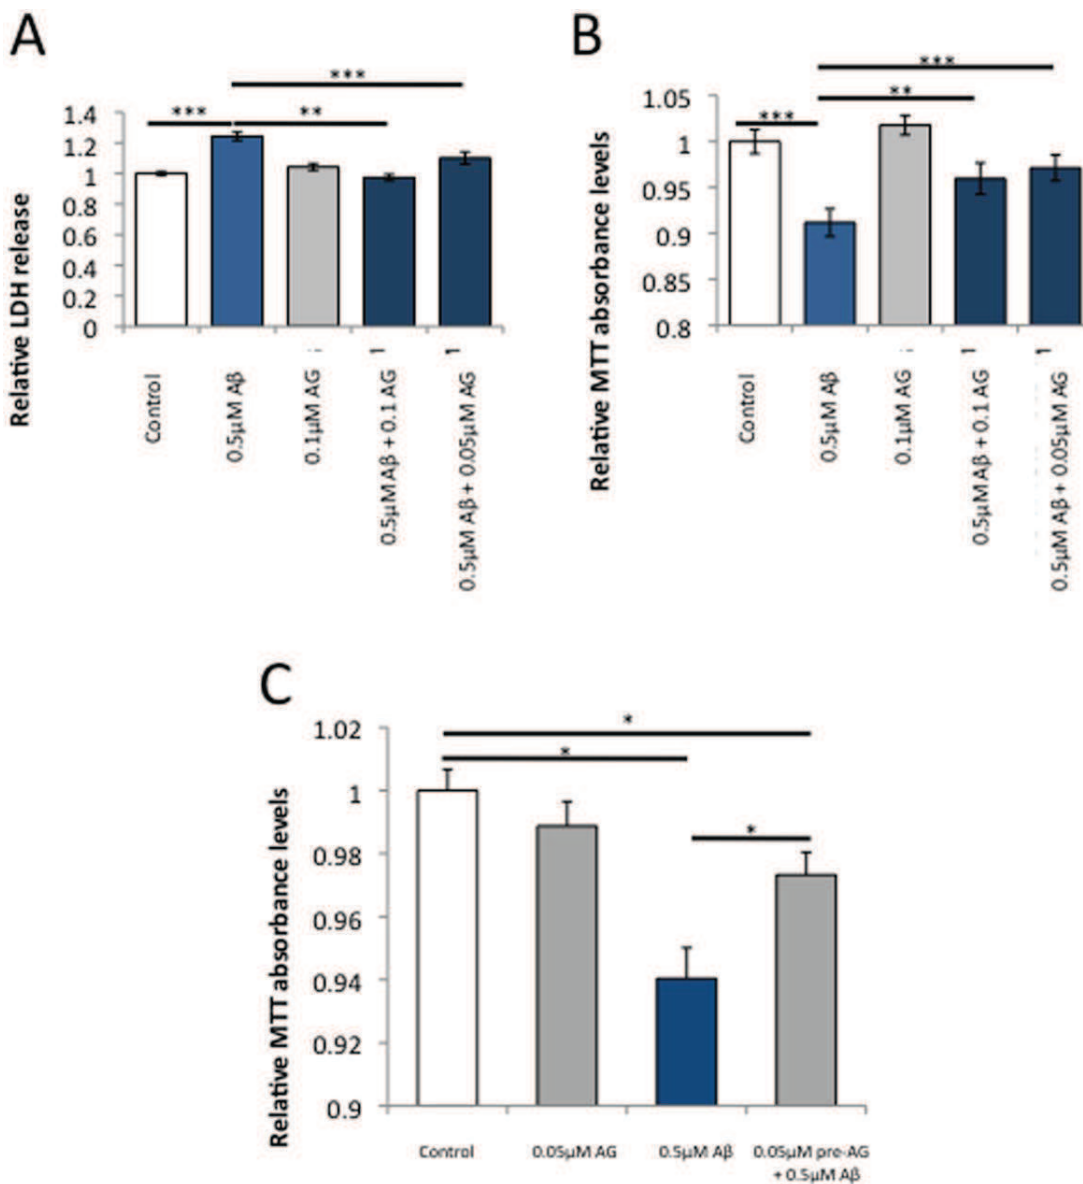 A
***
***
**
1.4
1.2
1
0.8
0.6
0.4
0.2
0
Relative LDH release
Control
0.5μM Aβ
0.1μM AG
0.5μM Aβ + 0.1 AG
0.5μM Aβ + 0.05μM AG
B
***
**
***
1.05
1
0.95
0.9
0.85
0.8
Relative MTT absorbance levels
Control
0.5μM Aβ
0.1μM AG
0.5μM Aβ + 0.1 AG
0.5μM Aβ + 0.05μM AG
C
*
*
*
1.02
1
0.98
0.96
0.94
0.92
0.9
Relative MTT absorbance levels
Control
0.05μM AG
0.5μM Aβ
0.05μM pre-AG
+ 0.5μM Aβ